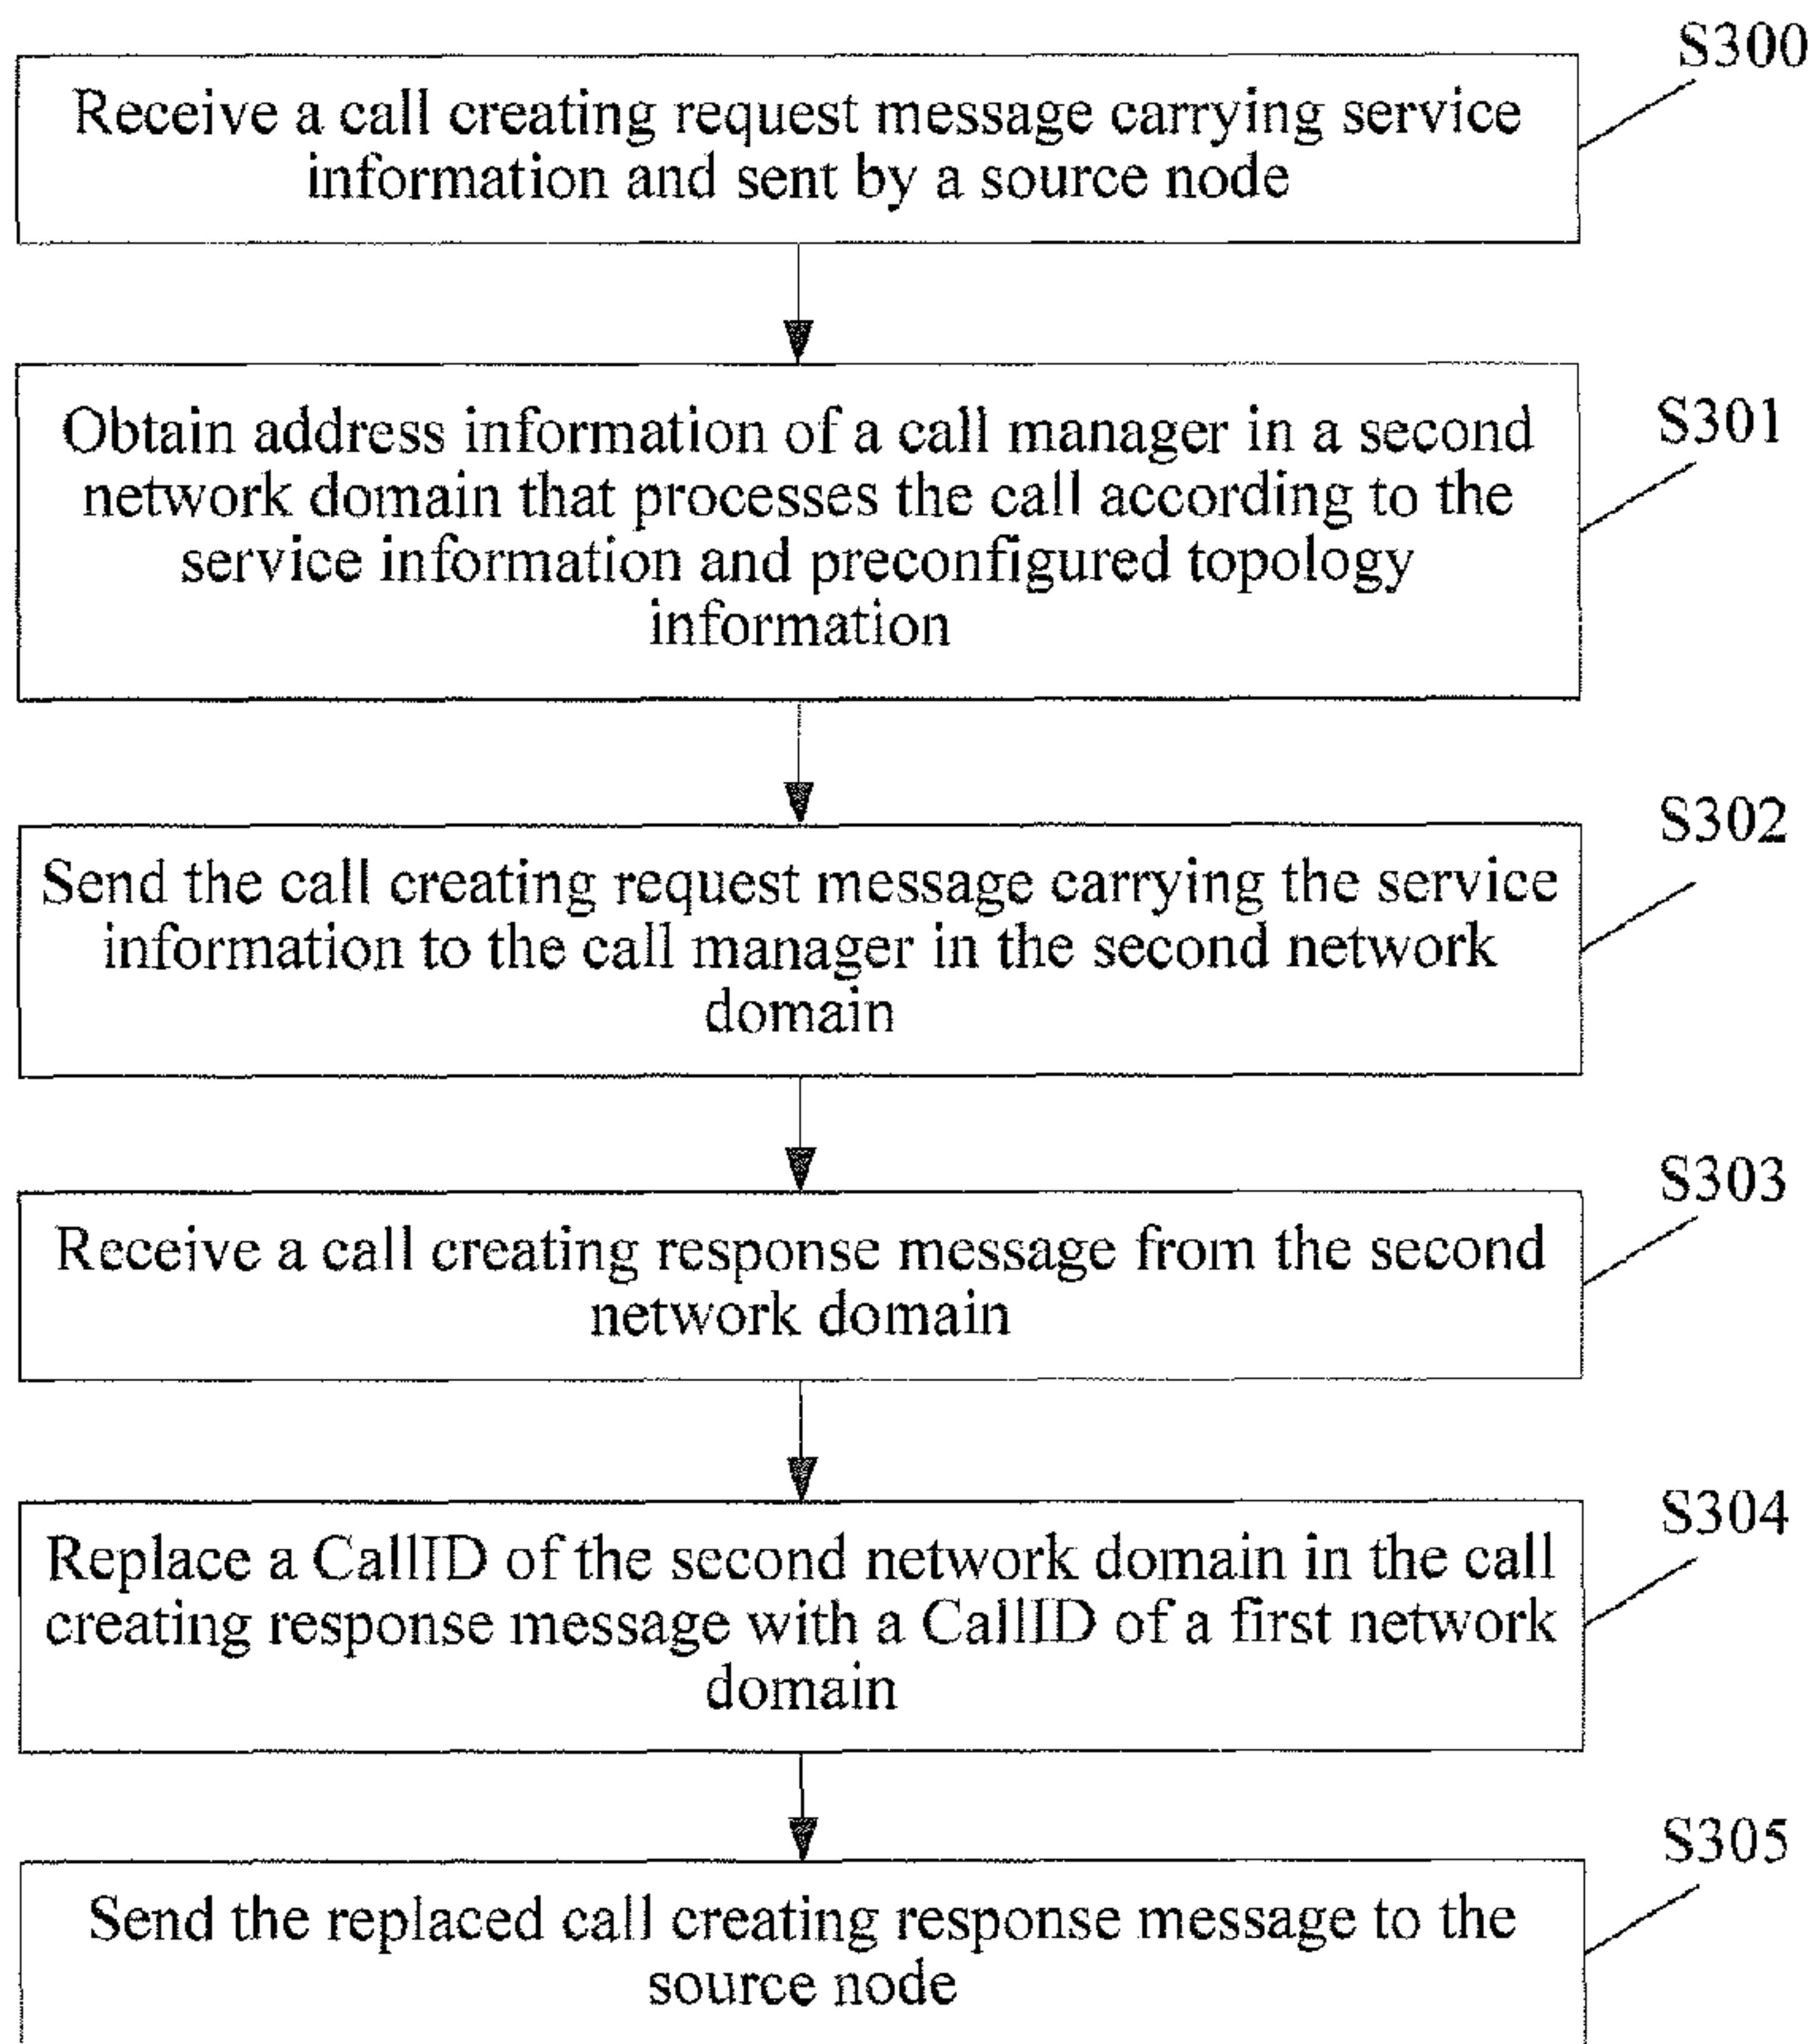 S300
Receive a call creating request message carrying service
information and sent by a source node
S301
Obtain address information of a call manager in a second
network domain that processes the call according to the
service information and preconfigured topology
information
S302
Send the call creating request message carrying the service
information to the call manager in the second network
domain
S303
Receive a call creating response message from the second
network domain
S304
Replace a CallID of the second network domain in the call
creating response message with a CallID of a first network
domain
S305
Send the replaced call creating response message to the
source node